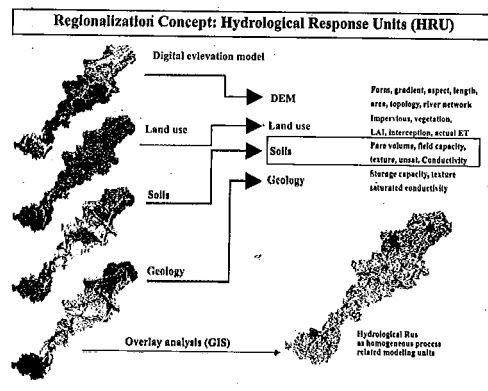 Regionalization Concept: Hydrological Response Units (HRU)
Digital evlevation model
DEM
Form, gradient, aspect, length,
area, topology, river network
Land use
Land use
Impervious, vegetation,
LAI, interception, actual ET
Soils
Pare volume, field capacity,
texture, unsat. Conductivity
Geology
Storage capacity, texture
saturated conductivity
Soils
Geology
Overlay analysis (GIS)
Hydrological Rus
as homogeneous process
related modeling units